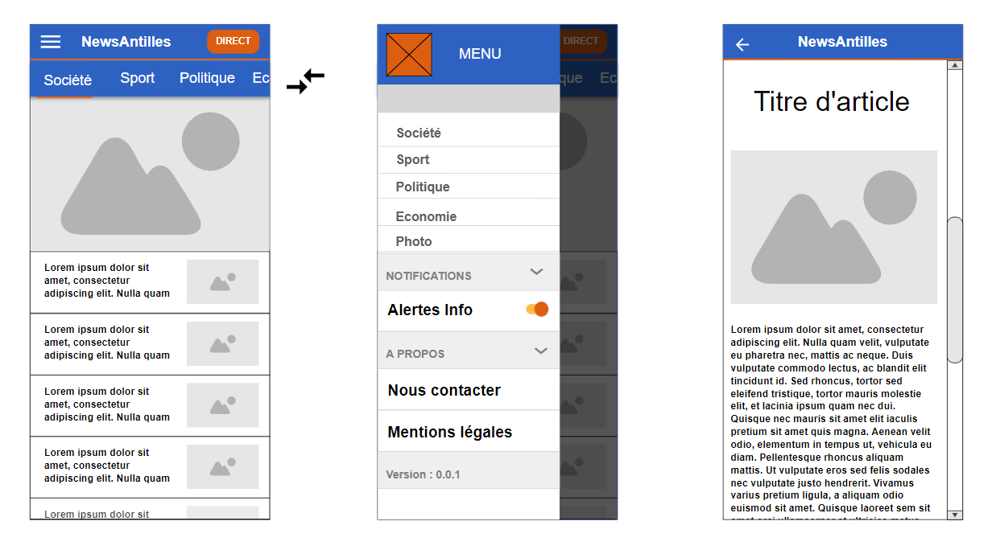 NewsAntilles
DIRECT
Société
Sport
Politique
Ec
Lorem ipsum dolor sit
amet, consectetur
adipiscing elit. Nulla quam
Lorem ipsum dolor sit
amet, consectetur
adipiscing elit. Nulla quam
Lorem ipsum dolor sit
amet, consectetur
adipiscing elit. Nulla quam
Lorem ipsum dolor sit
amet, consectetur
adipiscing elit. Nulla quam
Lorem ipsum dolor sit
MENU
DIRECT
que
Ec
Société
Sport
Politique
Economie
Photo
NOTIFICATIONS
Alertes Info
A PROPOS
Nous contacter
Mentions légales
Version : 0.0.1
NewsAntilles
Titre d'article
Lorem ipsum dolor sit amet, consectetur
adipiscing elit. Nulla quam velit, vulputate
eu pharetra nec, mattis ac neque. Duis
vulputate commodo lectus, ac blandit elit
tincidunt id. Sed rhoncus, tortor sed
eleifend tristique, tortor mauris molestie
elit, et lacinia ipsum quam nec dui.
Quisque nec mauris sit amet elit iaculis
pretium sit amet quis magna. Aenean velit
odio, elementum in tempus ut, vehicula eu
diam. Pellentesque rhoncus aliquam
mattis. Ut vulputate eros sed felis sodales
nec vulputate justo hendrerit. Vivamus
varius pretium ligula, a aliquam odio
euismod sit amet. Quisque laoreet sem sit